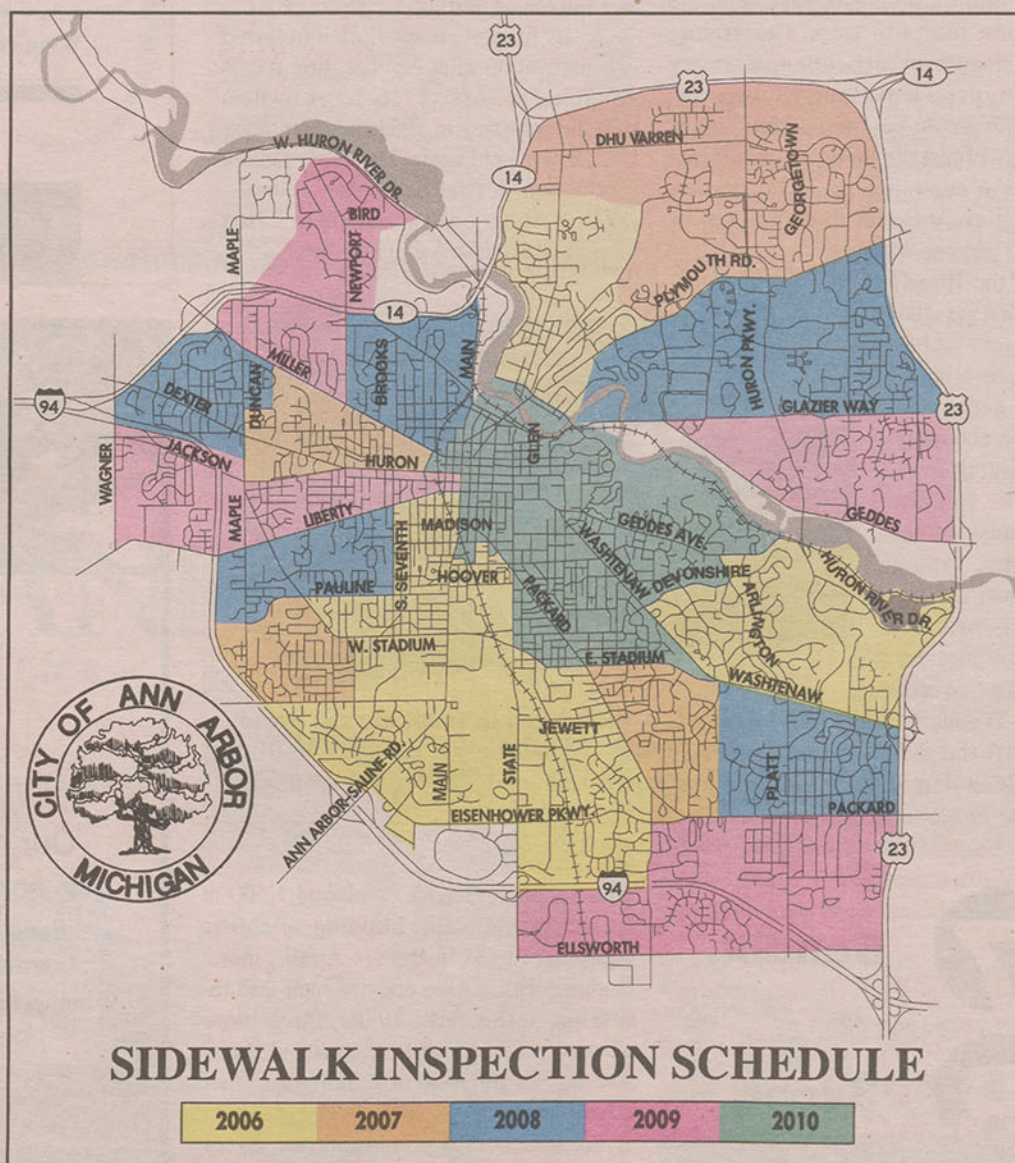 23
14
23
W. HURON RIVER DR.
DHU VARREN
GEORGETOWN
14
BIRD
MAPLE
NEWPORT
PLYMOUTH RD.
14
MILLER
BROOKS
MAIN
HURON PKWY.
DEXTER
DUNCAN
94
GLAZIER WAY
23
JACKSON
HURON
GLEN
WAGNER
MAPLE
LIBERTY
S. SEVENTH
MADISON
GEDDES AVE.
GEDDES
WASHTENAW
HOOVER
PAULINE
PACKARD
DEVONSHIRE
ARLINGTON
HURON RIVER DR.
W. STADIUM
E. STADIUM
WASHTENAW
CITY OF ANN ARBOR
MICHIGAN
JEWETT
STATE
MAIN
ANN ARBOR-SALINE RD.
PLATT
PACKARD
EISENHOWER PKWY.
23
94
ELLSWORTH
SIDEWALK INSPECTION SCHEDULE
2006 2007 2008 2009 2010